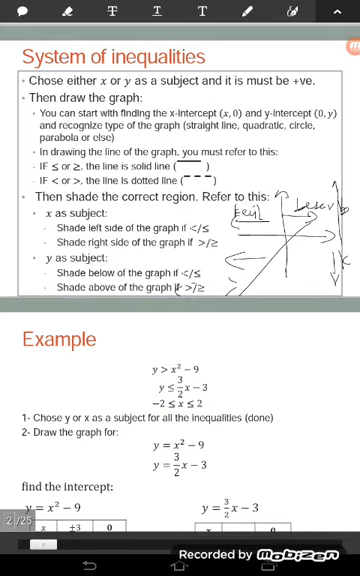 System of inequalities
• Chose either x or y as a subject and it is must be +ve.
• Then draw the graph:
• You can start with finding the x-Intercept (x, 0) and y-Intercept (0, y)
and recognize type of the graph (straight line, quadratic, circle,
parabola or else)
• In drawing the line of the graph, you must refer to this:
• IF ≤ or ≥, the line is solid line ( )
• IF < or >, the line is dotted line ( )
• Then shade the correct region. Refer to this:
• x as subject:
• Shade left side of the graph if </≤
• Shade right side of the graph if >/≥
• y as subject:
• Shade below of the graph if </≤
• Shade above of the graph if >/≥
Kecil
Besar
Example
y > x² − 9
y ≤ 3/2 x − 3
−2 ≤ x ≤ 2
1- Chose y or x as a subject for all the inequalities (done)
2- Draw the graph for:
y = x² − 9
y = 3/2 x − 3
find the intercept:
y = x² − 9
y = 3/2 x − 3
x ±3 0
x 0
2/25
Recorded by Mobizen